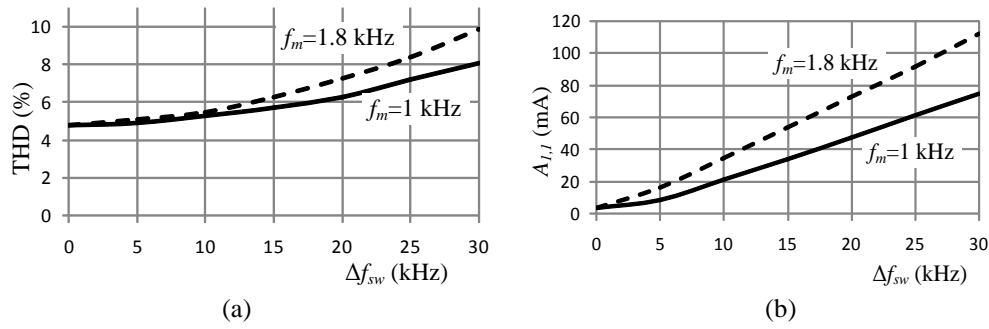 THD (%)
10
8
6
4
2
0
0 5 10 15 20 25 30
f_m=1.8 kHz
f_m=1 kHz
Δf_sw (kHz)
(a)
A_1,1 (mA)
120
100
80
60
40
20
0
0 5 10 15 20 25 30
f_m=1.8 kHz
f_m=1 kHz
Δf_sw (kHz)
(b)